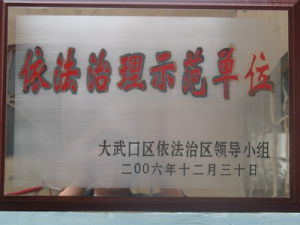 依法治理示范单位
大武口区依法治区领导小组
二00六年十二月三十日